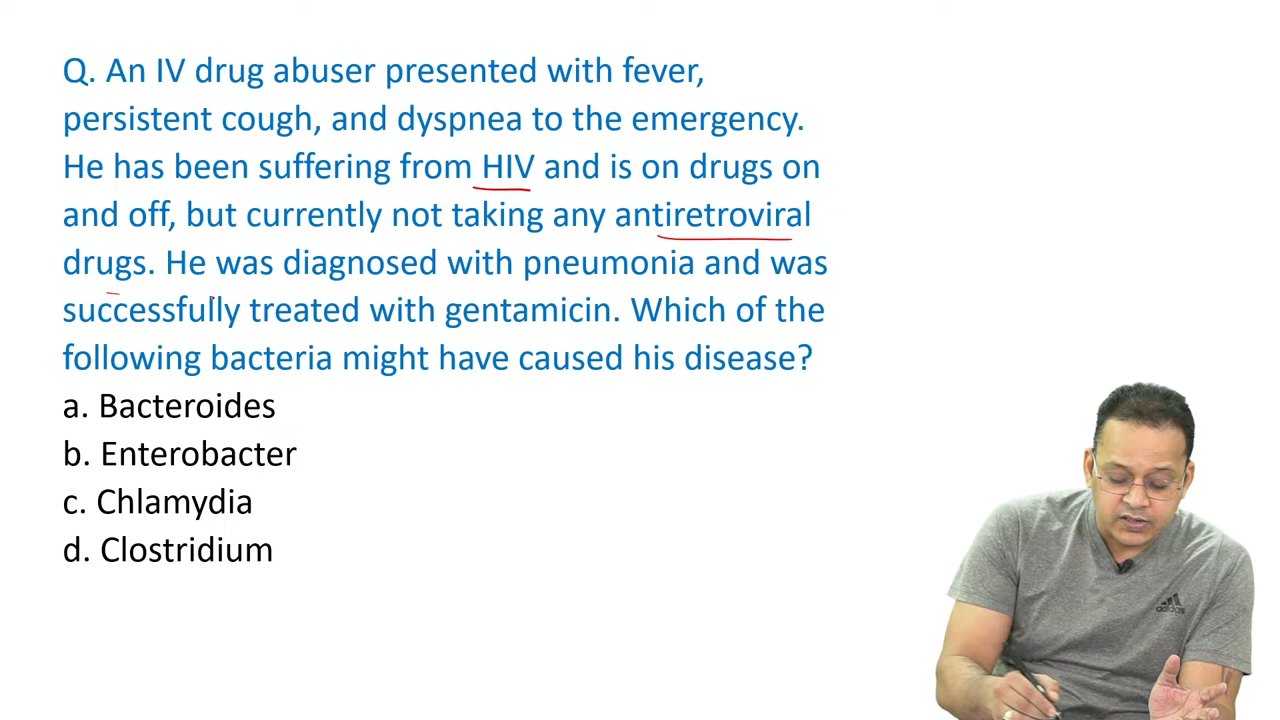 Q. An IV drug abuser presented with fever,
persistent cough, and dyspnea to the emergency.
He has been suffering from HIV and is on drugs on
and off, but currently not taking any antiretroviral
drugs. He was diagnosed with pneumonia and was
successfully treated with gentamicin. Which of the
following bacteria might have caused his disease?
a. Bacteroides
b. Enterobacter
c. Chlamydia
d. Clostridium
adidas